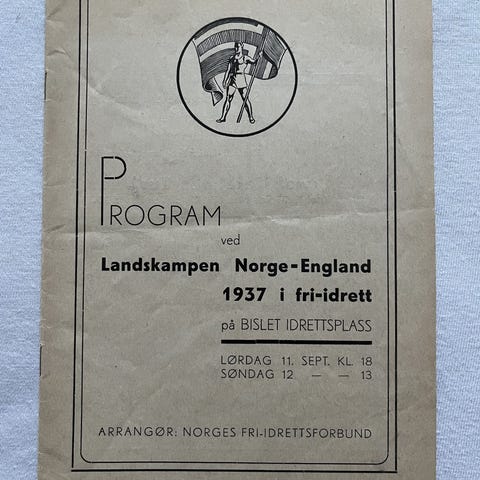 PROGRAM
ved
Landskampen Norge-England
1937 i fri-idrett
på BISLET IDRETTSPLASS
LØRDAG 11. SEPT. KL. 18
SØNDAG 12 — — 13
ARRANGØR: NORGES FRI-IDRETTSFORBUND